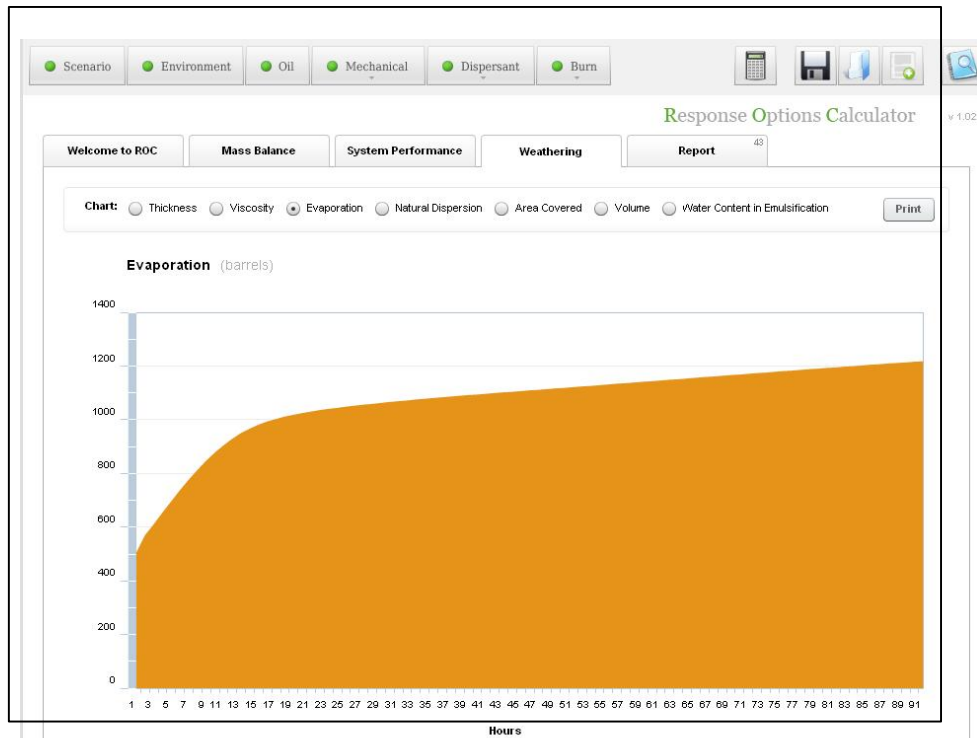 Scenario Environment Oil Mechanical Dispersant Burn
Response Options Calculator v 1.02
Welcome to ROC Mass Balance System Performance Weathering Report 43
Chart: Thickness Viscosity Evaporation Natural Dispersion Area Covered Volume Water Content in Emulsification Print
Evaporation (barrels)
1400
1200
1000
800
600
400
200
0
1 3 5 7 9 11 13 15 17 19 21 23 25 27 29 31 33 35 37 39 41 43 45 47 49 51 53 55 57 59 61 63 65 67 69 71 73 75 77 79 81 83 85 87 89 91
Hours